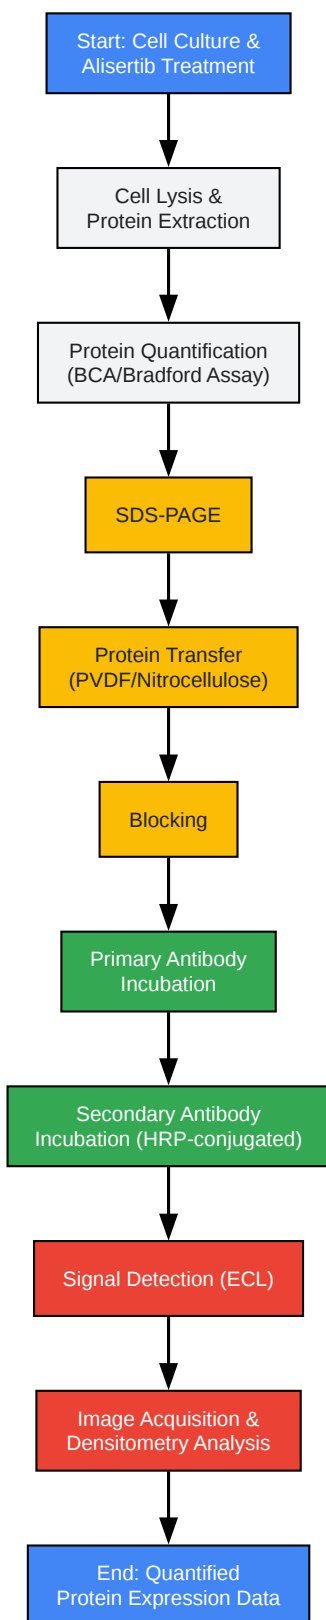 Start: Cell Culture &
Alisertib Treatment
Cell Lysis &
Protein Extraction
Protein Quantification
(BCA/Bradford Assay)
SDS-PAGE
Protein Transfer
(PVDF/Nitrocellulose)
Blocking
Primary Antibody
Incubation
Secondary Antibody
Incubation (HRP-conjugated)
Signal Detection (ECL)
Image Acquisition &
Densitometry Analysis
End: Quantified
Protein Expression Data